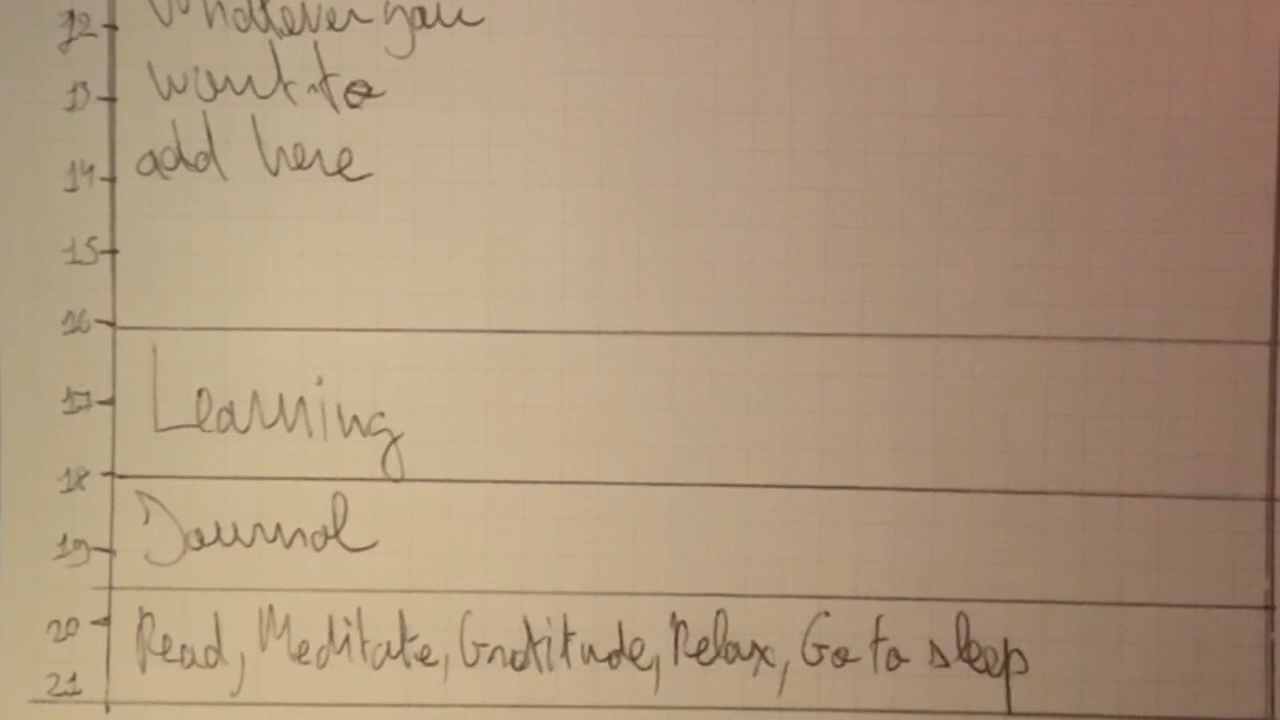 12 Whatever you
13 want to
add here
14
15
16
17 Learning
18
19 Journal
20 Read, Meditate, Gratitude, Relax, Go to sleep
21